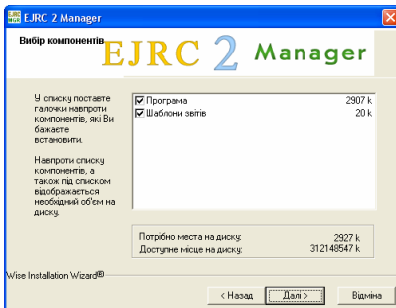 EJRC 2 Manager
Вибір компонентів
EJRC 2 Manager
У списку поставте
галочки навпроти
компонентів, які Ви
бажаєте
встановити.
Навпроти списку
компонентів, а
також під списком
відображається
необхідний об'єм на
диску.
Програма 2907 k
Шаблони звітів 20 k
Потрібно места на диску: 2927 k
Доступне місце на диску: 312148547 k
Wise Installation Wizard®
< Назад Далі > Відміна